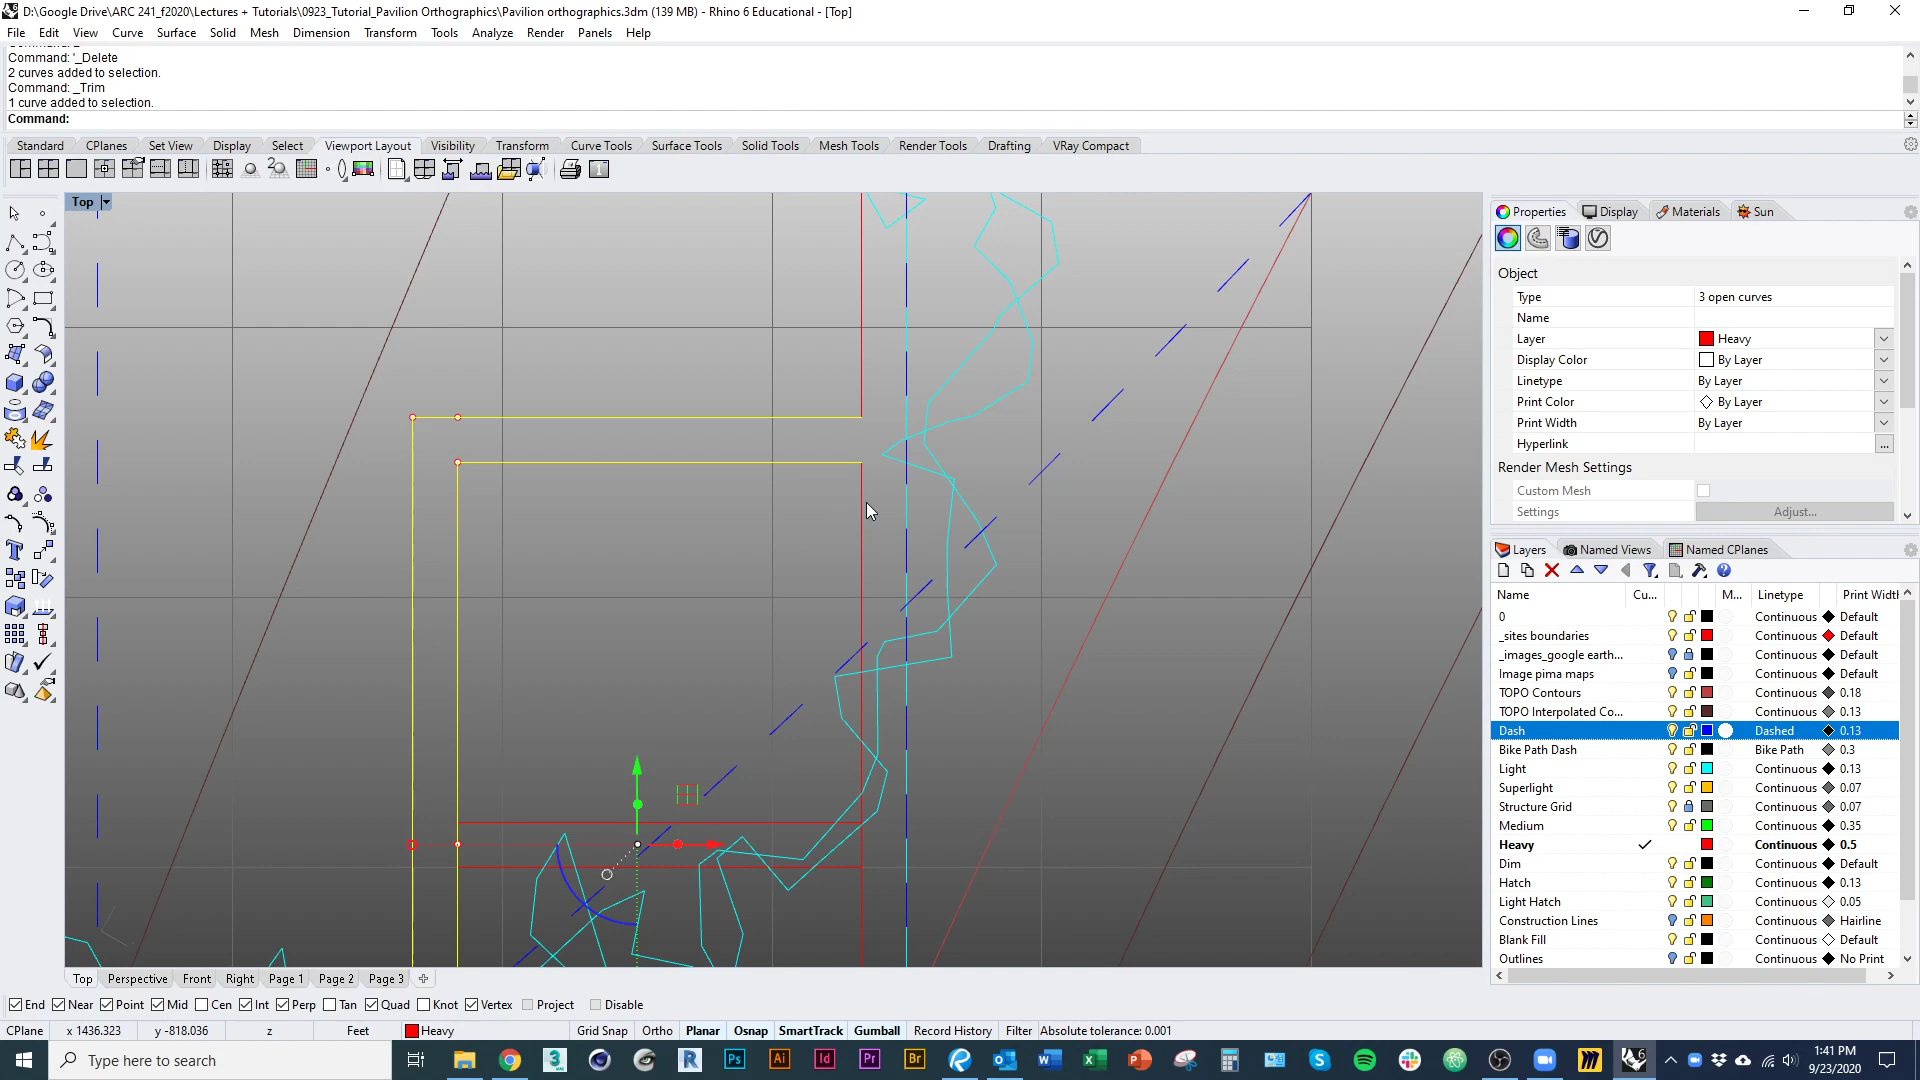 D:\Google Drive\ARC 241_f2020\Lectures + Tutorials\0923_Tutorial_Pavilion Orthographics\Pavilion orthographics.3dm (139 MB) - Rhino 6 Educational - [Top]
File Edit View Curve Surface Solid Mesh Dimension Transform Tools Analyze Render Panels Help
Command: '_Delete
2 curves added to selection.
Command: _Trim
1 curve added to selection.
Command:
Standard CPlanes Set View Display Select Viewport Layout Visibility Transform Curve Tools Surface Tools Solid Tools Mesh Tools Render Tools Drafting VRay Compact
Top
Properties Display Materials Sun
Object
Type 3 open curves
Name
Layer Heavy
Display Color By Layer
Linetype By Layer
Print Color By Layer
Print Width By Layer
Hyperlink ...
Render Mesh Settings
Custom Mesh
Settings Adjust...
Layers Named Views Named CPlanes
Name Cu... M... Linetype Print Width
0 Continuous Default
_sites boundaries Continuous Default
_images_google earth... Continuous Default
Image pima maps Continuous Default
TOPO Contours Continuous 0.18
TOPO Interpolated Co... Continuous 0.13
Dash Dashed 0.13
Bike Path Dash Bike Path 0.3
Light Continuous 0.13
Superlight Continuous 0.07
Structure Grid Continuous 0.07
Medium Continuous 0.35
Heavy Continuous 0.5
Dim Continuous Default
Hatch Continuous 0.13
Light Hatch Continuous 0.05
Construction Lines Continuous Hairline
Blank Fill Continuous Default
Outlines Continuous No Print
Top Perspective Front Right Page 1 Page 2 Page 3
End Near Point Mid Cen Int Perp Tan Quad Knot Vertex Project Disable
CPlane x 1436.323 y -818.036 z Feet Heavy Grid Snap Ortho Planar Osnap SmartTrack Gumball Record History Filter Absolute tolerance: 0.001
Type here to search
3 R Ps Ai Id Pr Br
1:41 PM
9/23/2020